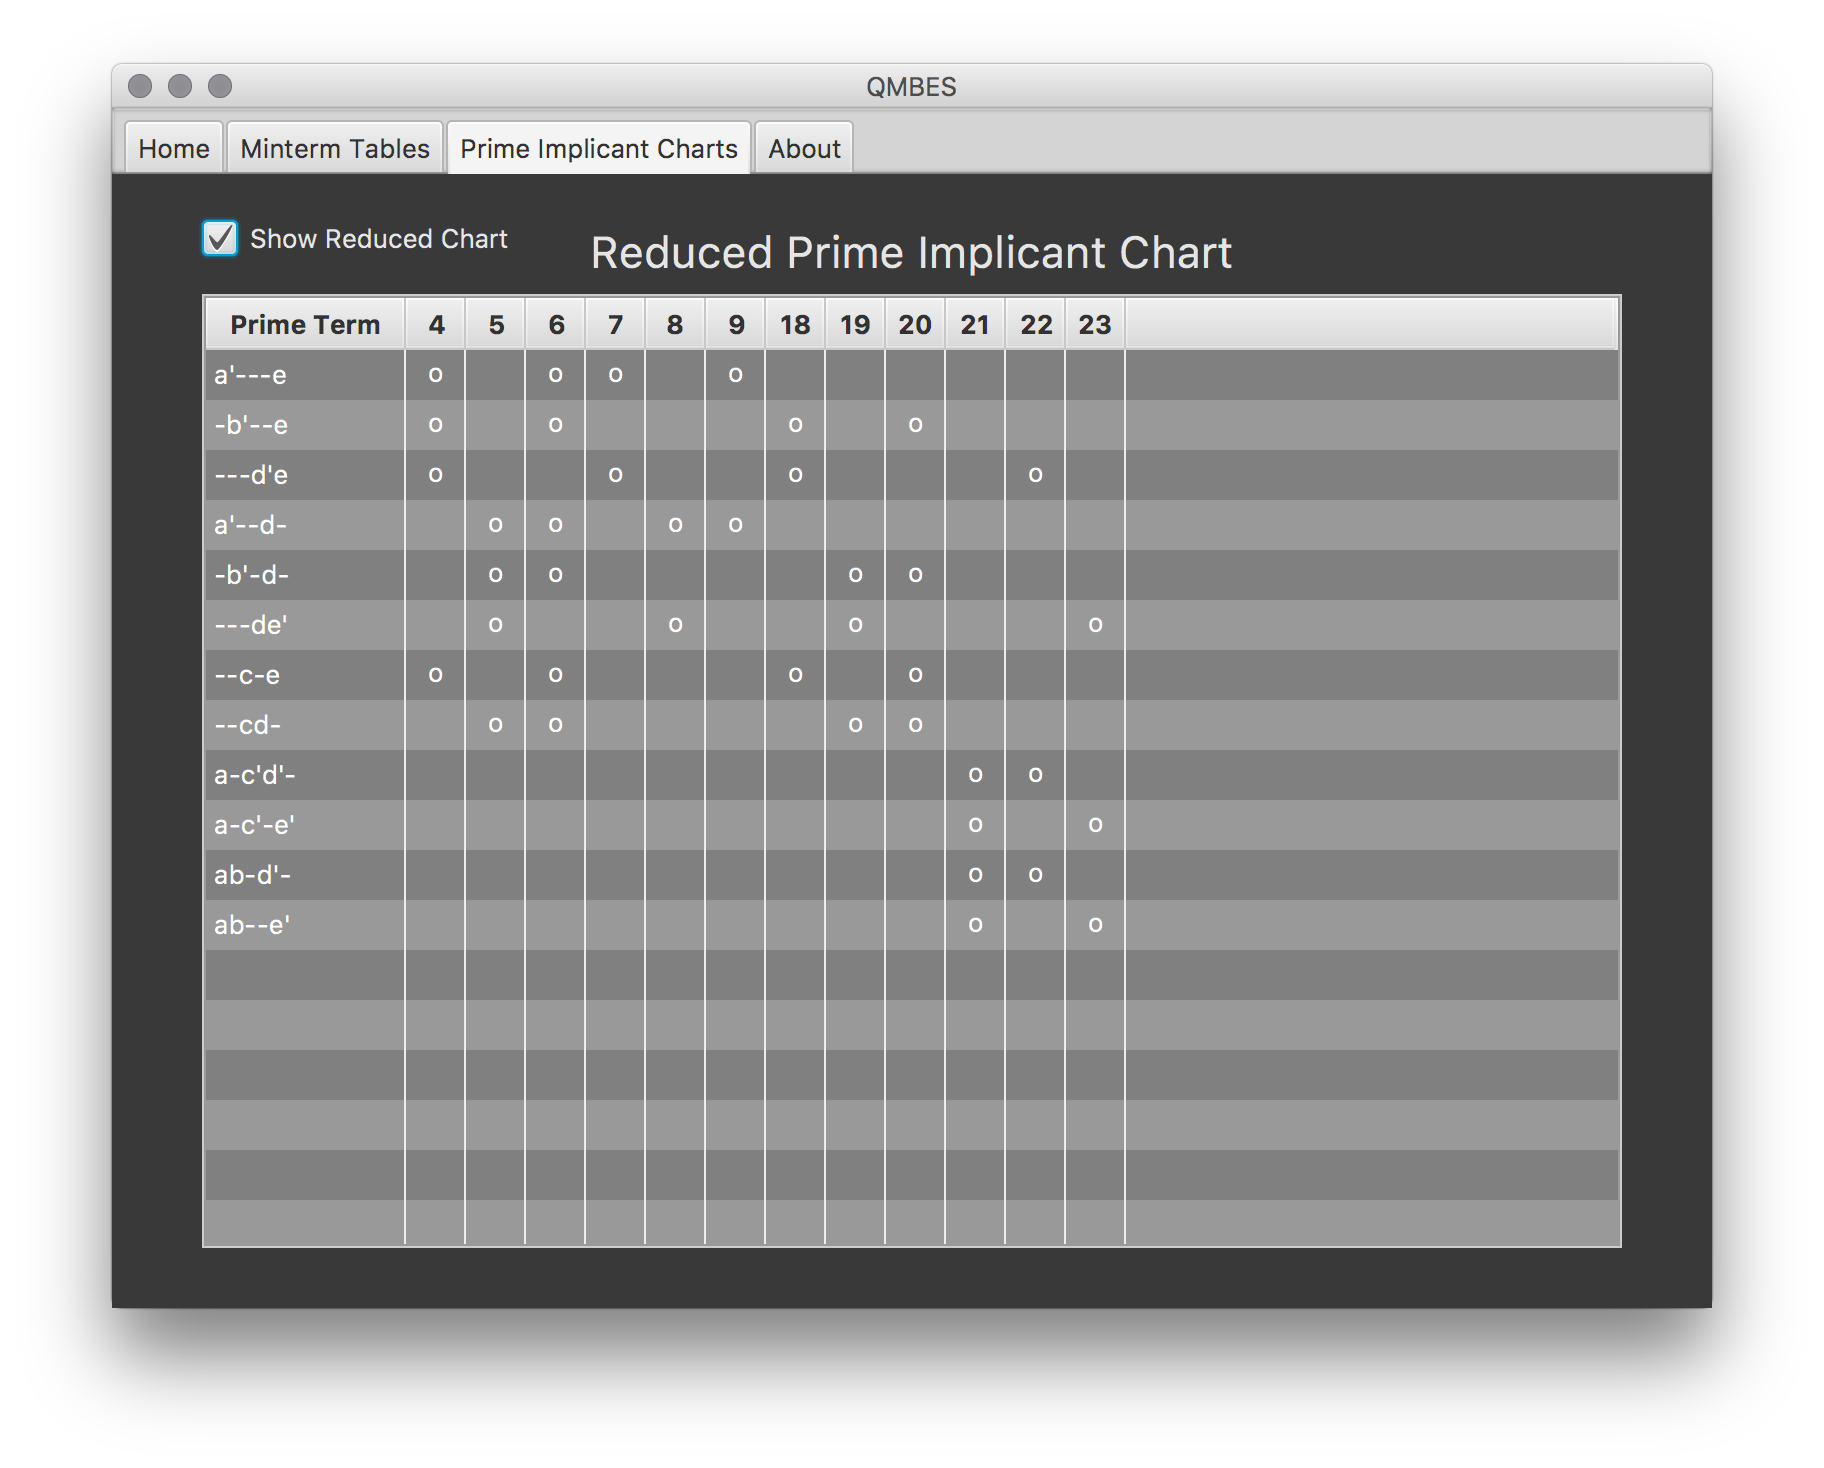 QMBES
Home Minterm Tables Prime Implicant Charts About
Show Reduced Chart
Reduced Prime Implicant Chart
Prime Term 4 5 6 7 8 9 18 19 20 21 22 23
a'---e o o o o
-b'--e o o o o
---d'e o o o o
a'--d- o o o o
-b'-d- o o o o
---de' o o o o
--c-e o o o o
--cd- o o o o
a-c'd'- o o
a-c'-e' o o
ab-d'- o o
ab--e' o o